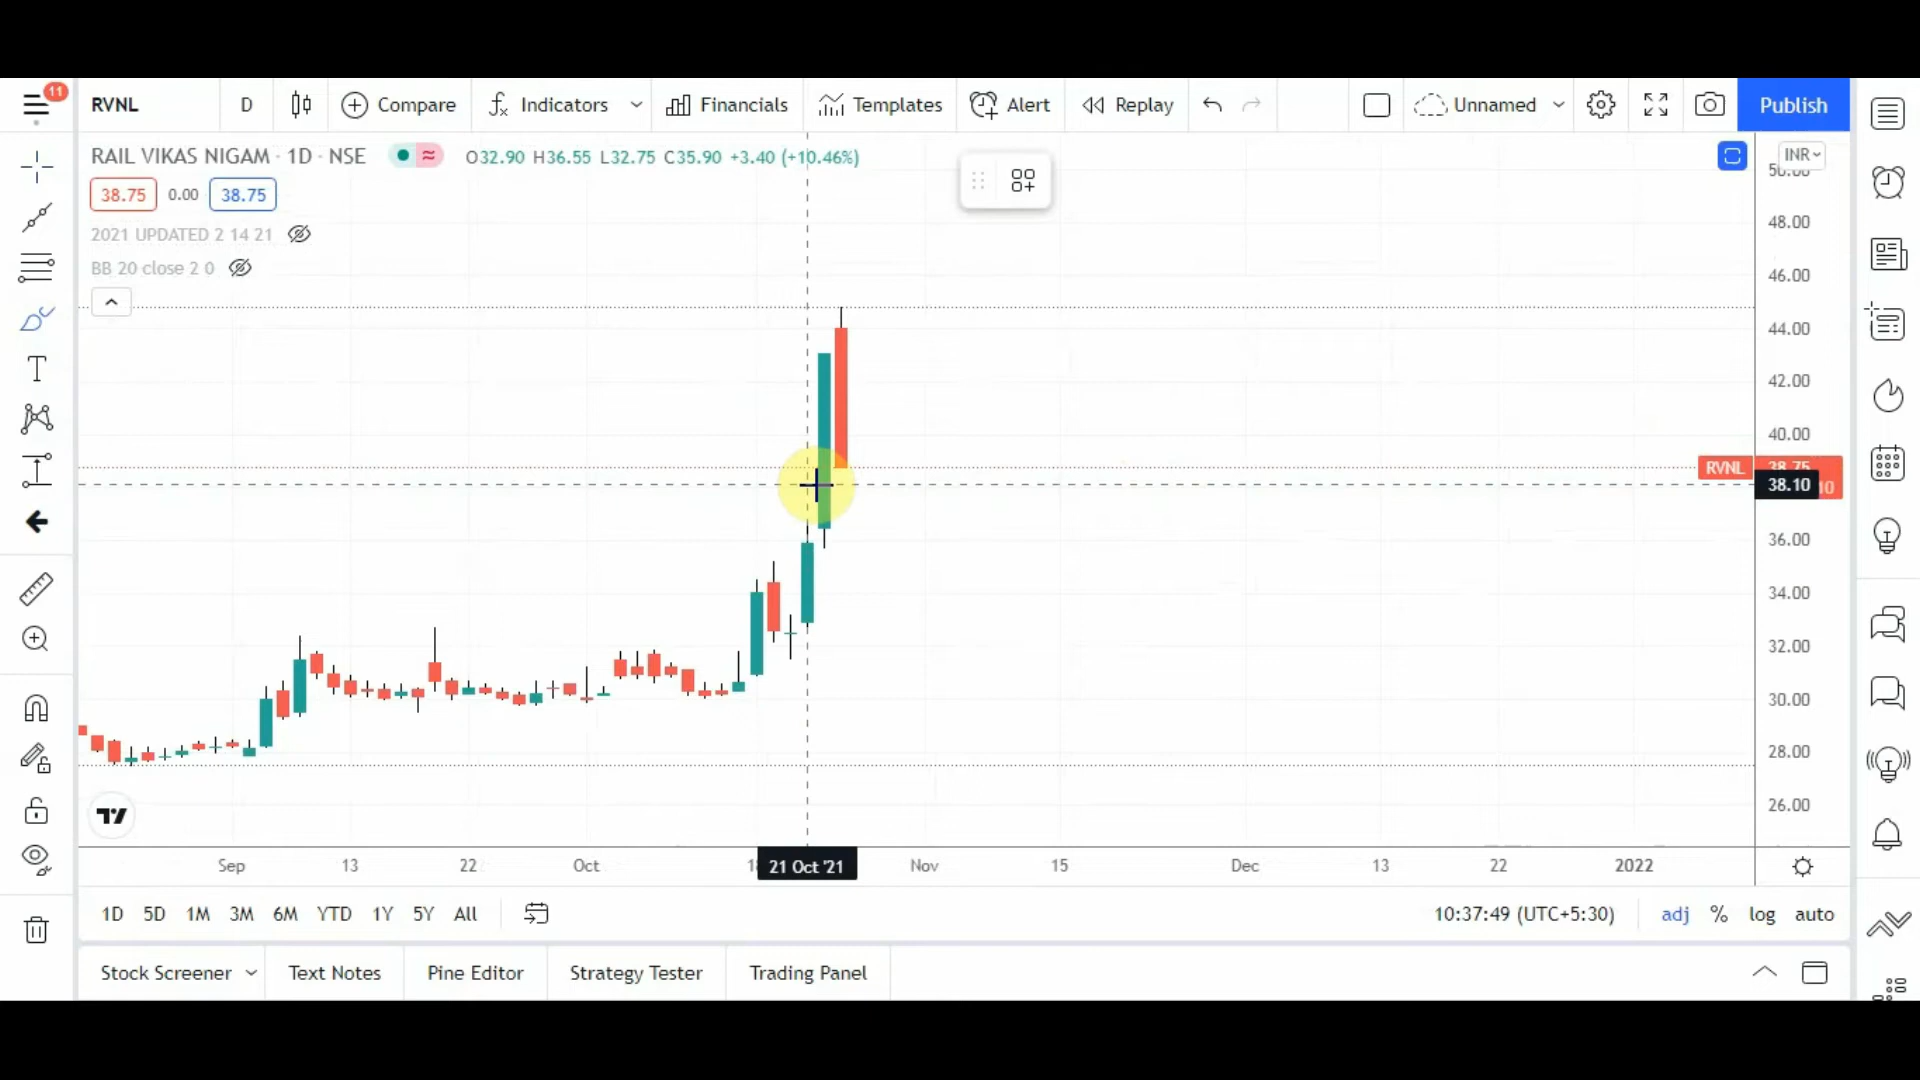 11
RVNL D Compare Indicators Financials Templates Alert Replay Unnamed Publish
RAIL VIKAS NIGAM · 1D · NSE O32.90 H36.55 L32.75 C35.90 +3.40 (+10.46%)
INR
38.75 0.00 38.75
2021 UPDATED 2 14 21
BB 20 close 2 0
50.00
48.00
46.00
44.00
42.00
40.00
RVNL 38.75
38.10
36.00
34.00
32.00
30.00
28.00
26.00
Sep 13 22 Oct 21 Oct '21 Nov 15 Dec 13 22 2022
1D 5D 1M 3M 6M YTD 1Y 5Y All 10:37:49 (UTC+5:30) adj % log auto
Stock Screener Text Notes Pine Editor Strategy Tester Trading Panel